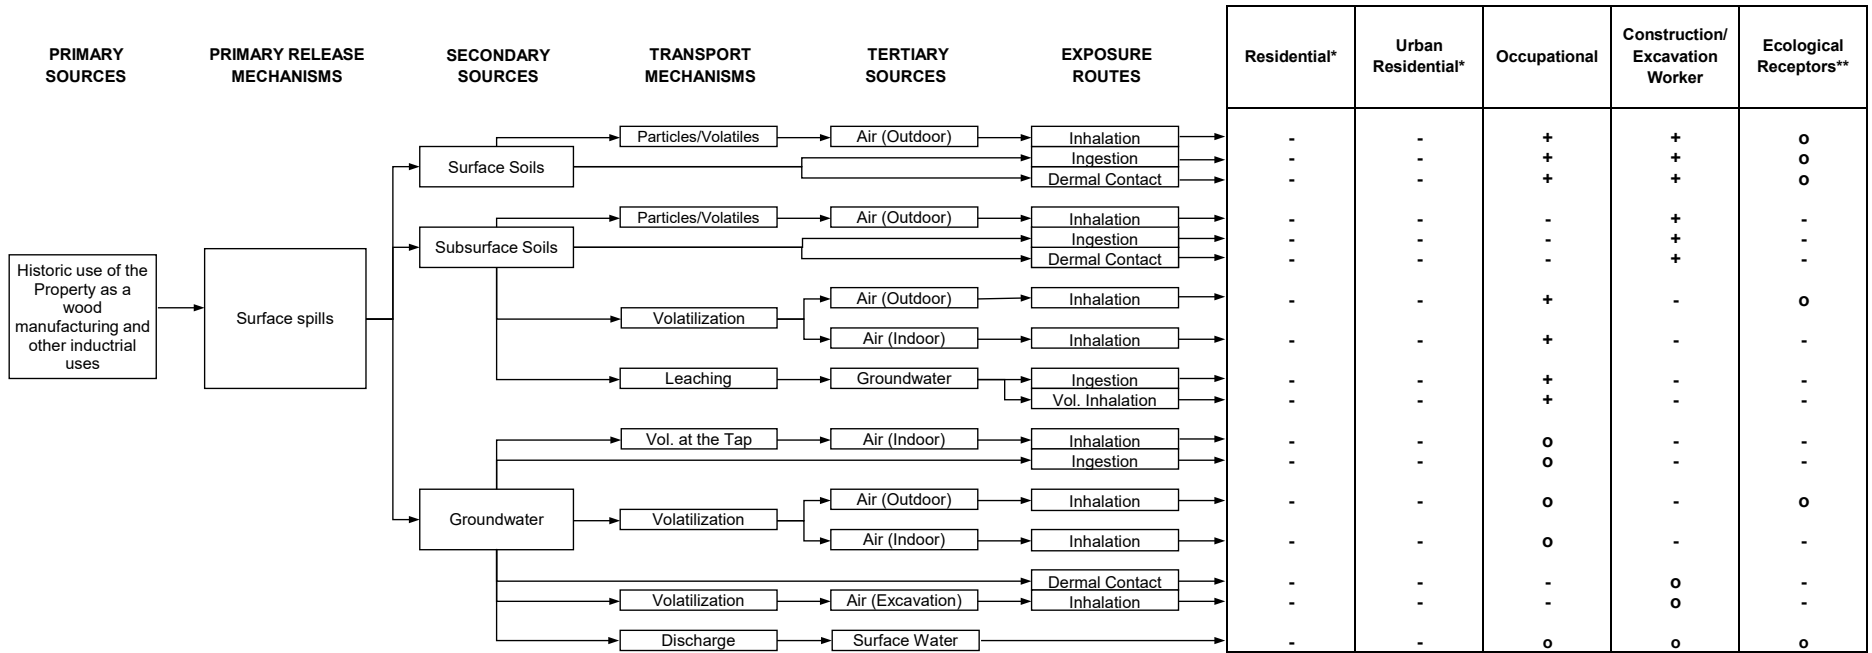 PRIMARY
SOURCES
PRIMARY RELEASE
MECHANISMS
SECONDARY
SOURCES
TRANSPORT
MECHANISMS
TERTIARY
SOURCES
EXPOSURE
ROUTES
Residential*
Urban
Residential*
Occupational
Construction/
Excavation
Worker
Ecological
Receptors**
Historic use of the
Property as a
wood
manufacturing and
other inductrial
uses
Surface spills
Surface Soils
Particles/Volatiles
Air (Outdoor)
Inhalation
- - + + o
Ingestion
- - + + o
Dermal Contact
- - + + o
Subsurface Soils
Particles/Volatiles
Air (Outdoor)
Inhalation
- - - + -
Ingestion
- - - + -
Dermal Contact
- - - + -
Volatilization
Air (Outdoor)
Inhalation
- - + - o
Air (Indoor)
Inhalation
- - + - -
Leaching
Groundwater
Ingestion
- - + - -
Vol. Inhalation
- - + - -
Groundwater
Vol. at the Tap
Air (Indoor)
Inhalation
- - o - -
Ingestion
- - o - -
Volatilization
Air (Outdoor)
Inhalation
- - o - o
Air (Indoor)
Inhalation
- - o - -
Dermal Contact
- - - o -
Volatilization
Air (Excavation)
Inhalation
- - - o -
Discharge
Surface Water
- - o o o